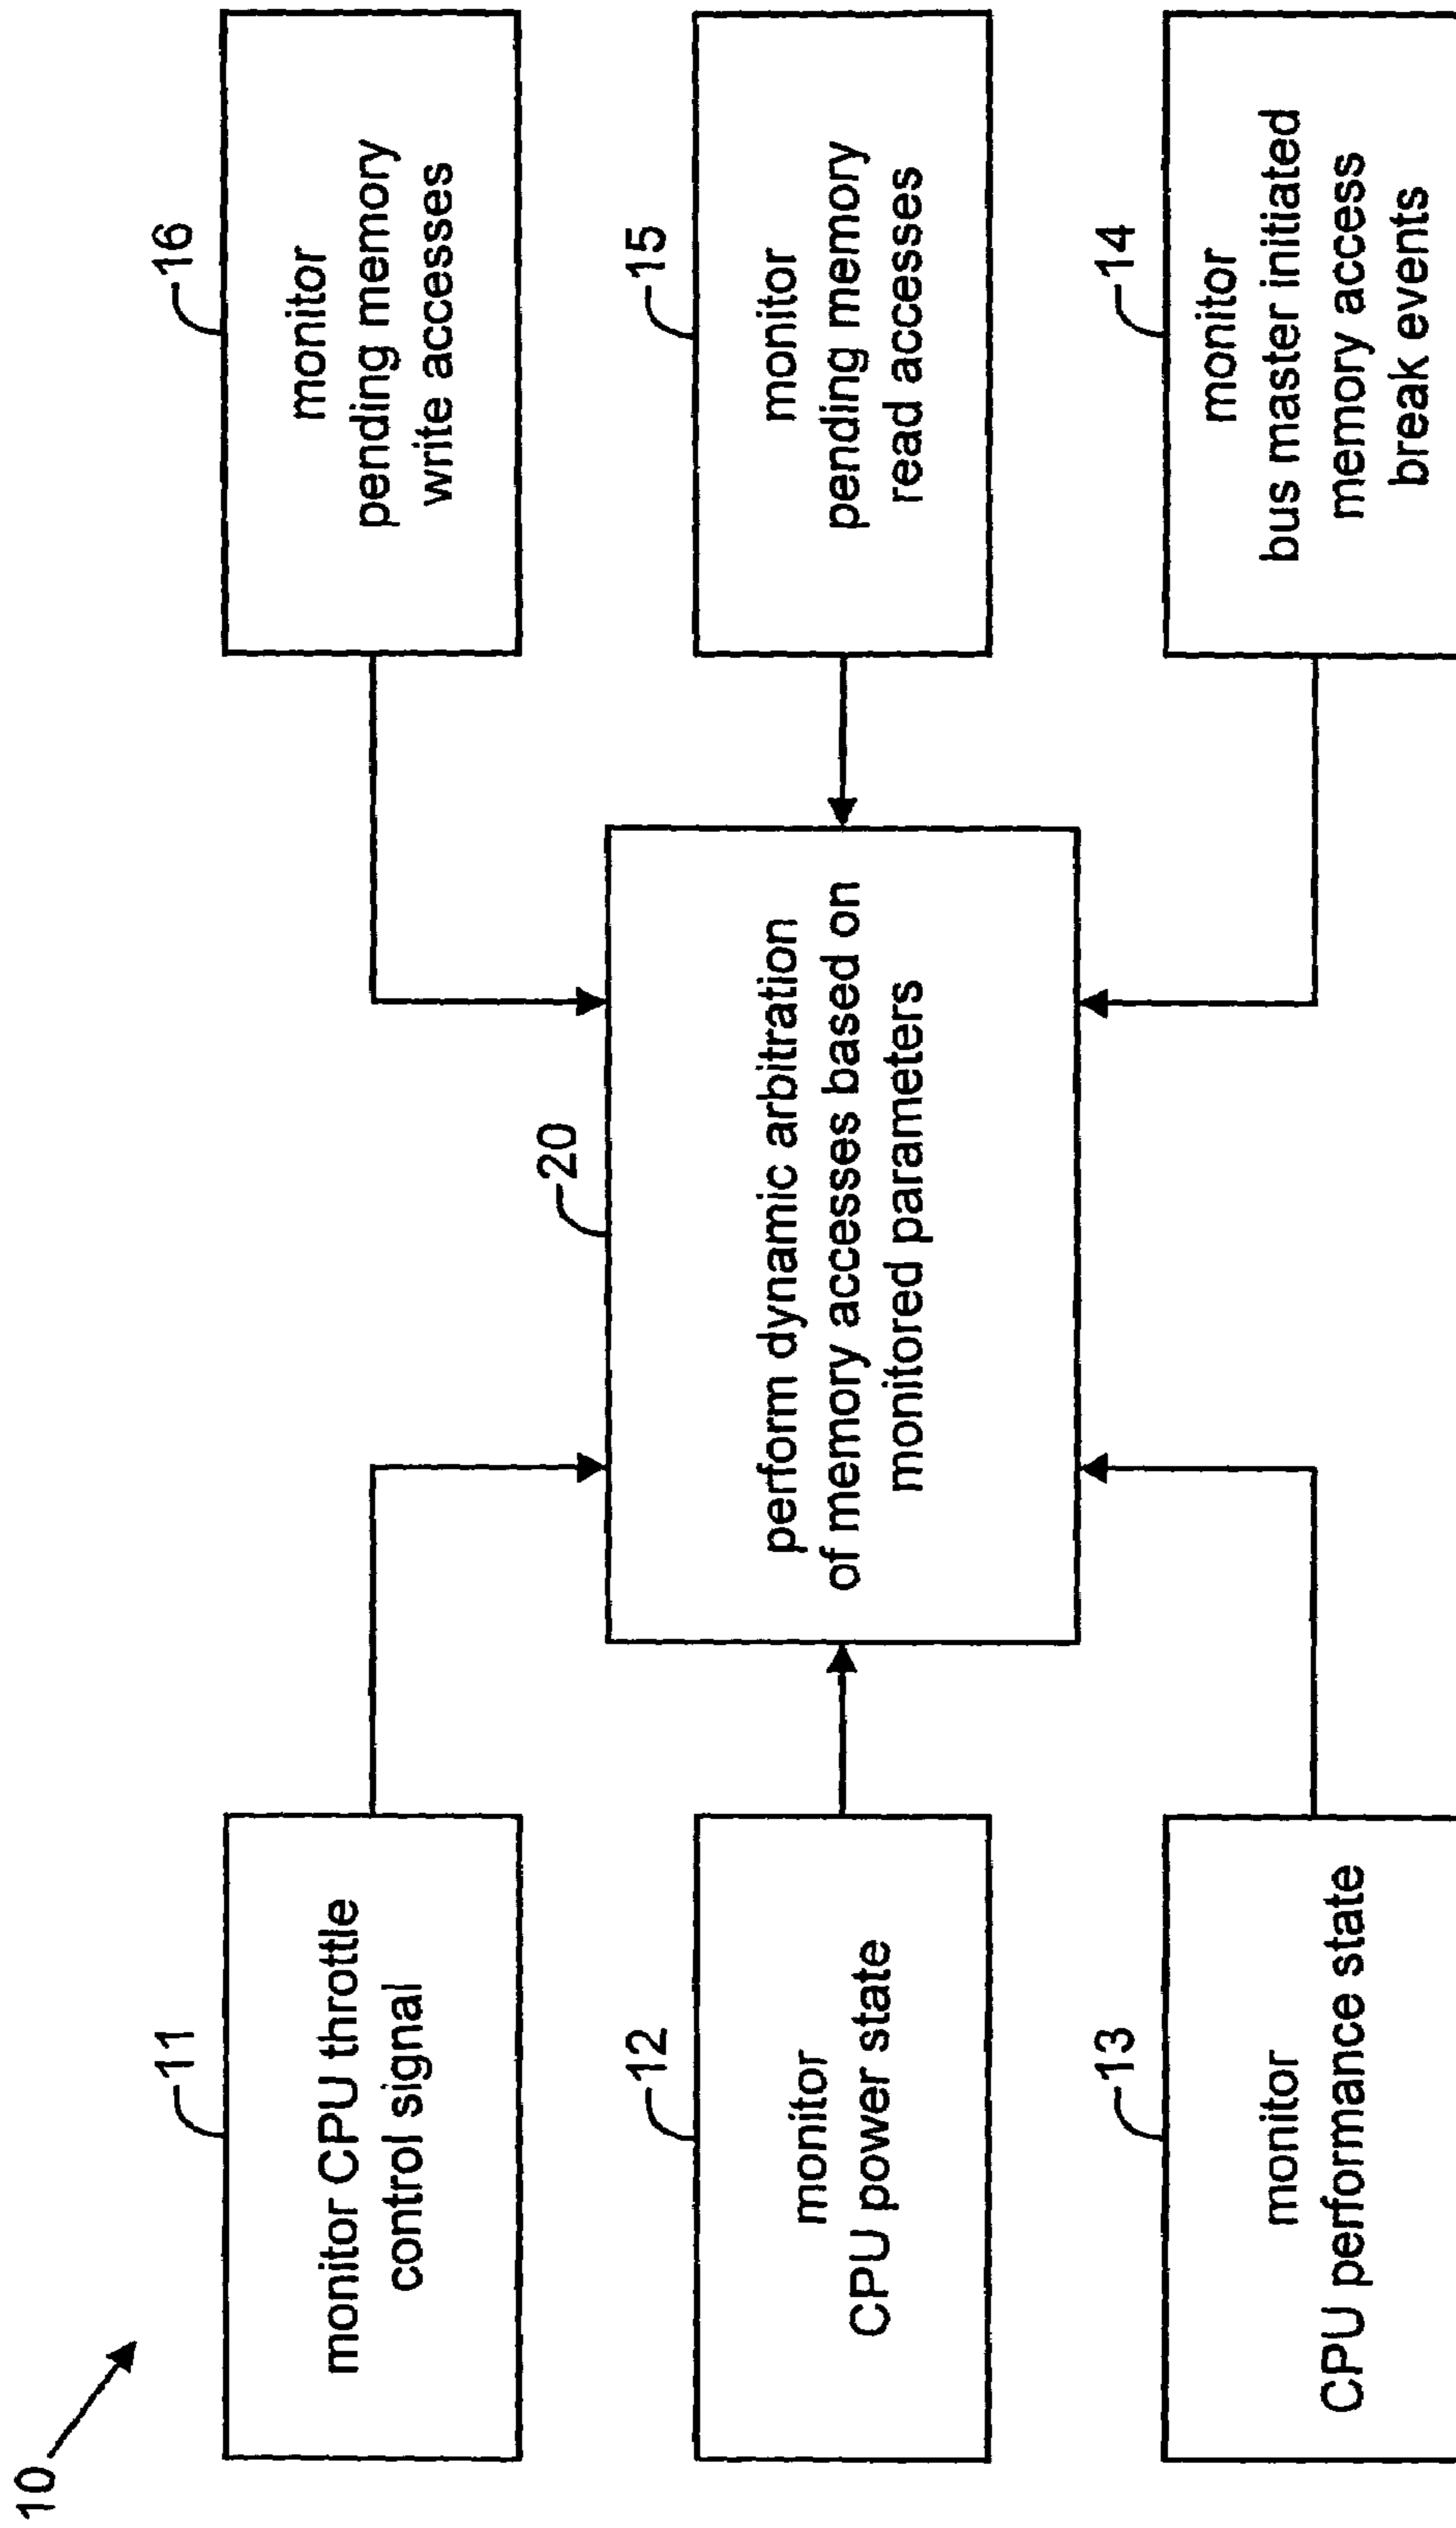 10
11
monitor CPU throttle
control signal
12
monitor
CPU power state
13
monitor
CPU performance state
20
perform dynamic arbitration
of memory accesses based on
monitored parameters
16
monitor
pending memory
write accesses
15
monitor
pending memory
read accesses
14
monitor
bus master initiated
memory access
break events